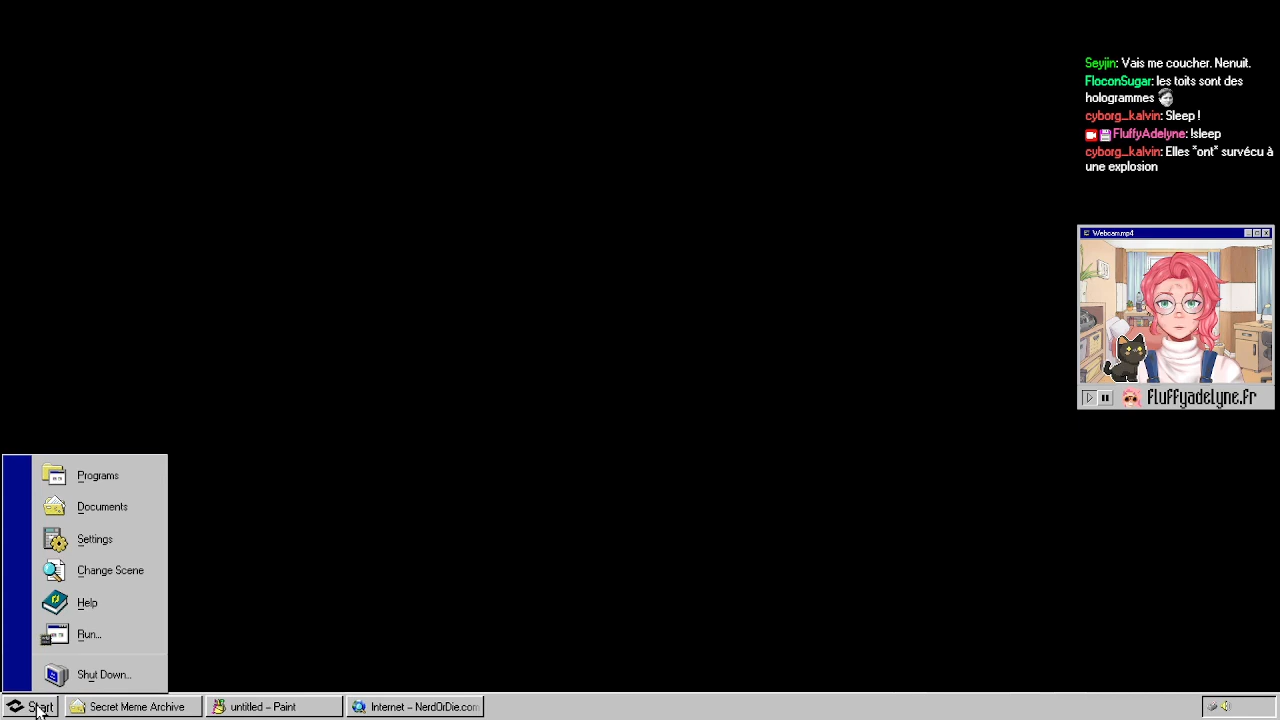 Seyjin: Vais me coucher. Nenuit.
FloconSugar: les toits sont des
hologrammes
cyborg_kalvin: Sleep !
FluffyAdelyne: !sleep
cyborg_kalvin: Elles *ont* survécu à
une explosion
Webcam.mp4
fluffyadelyne.fr
Programs
Documents
Settings
Change Scene
Help
Run...
Shut Down...
Start
Secret Meme Archive
untitled - Paint
Internet - NerdOrDie.com